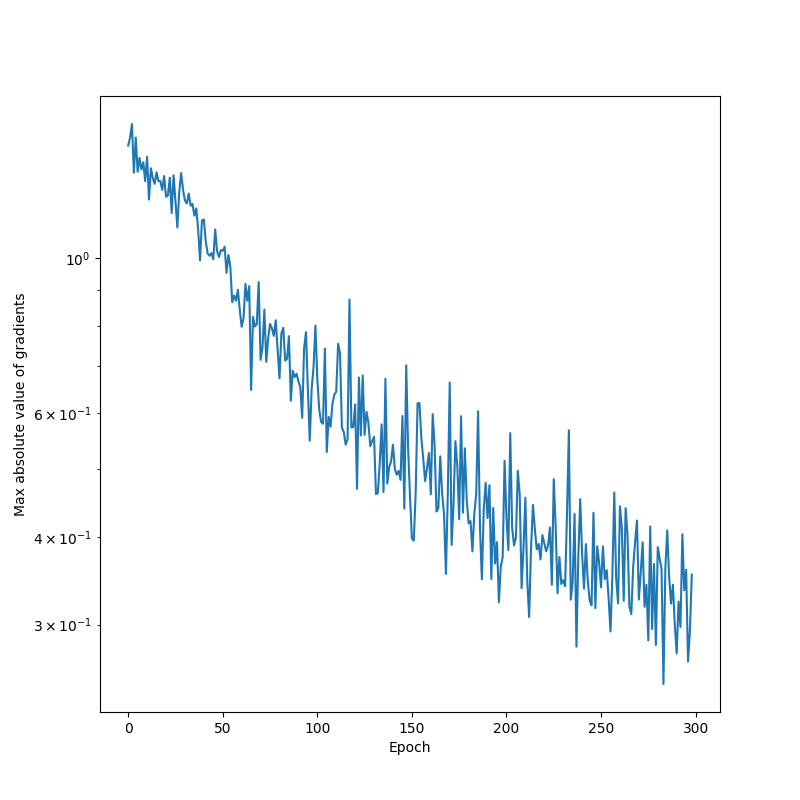 Max absolute value of gradients
10⁰
6 × 10⁻¹
4 × 10⁻¹
3 × 10⁻¹
0 50 100 150 200 250 300
Epoch